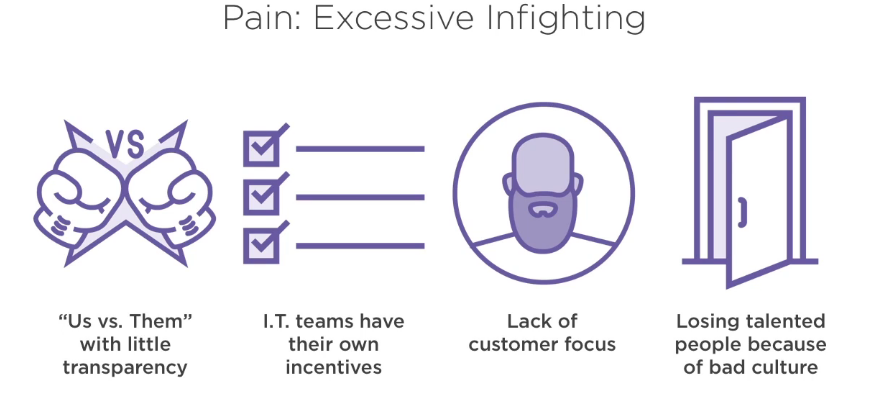 Pain: Excessive Infighting
VS
“Us vs. Them”
with little
transparency
I.T. teams have
their own
incentives
Lack of
customer focus
Losing talented
people because
of bad culture